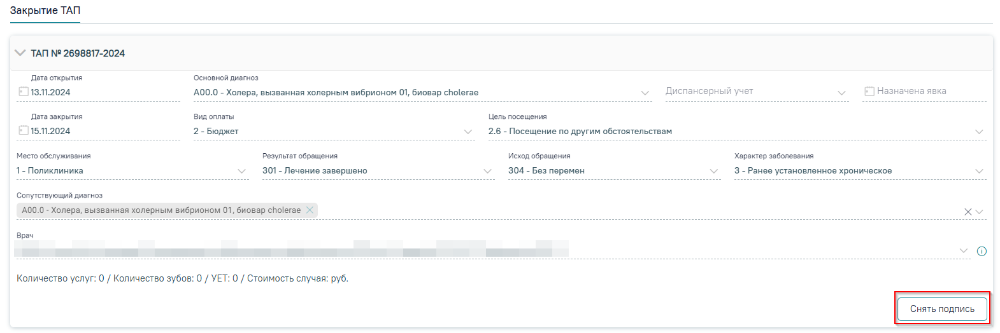 Закрытие ТАП
ТАП № 2698817-2024
Дата открытия
13.11.2024
Основной диагноз
A00.0 - Холера, вызванная холерным вибрионом 01, биовар cholerae
Диспансерный учет
Назначена явка
Дата закрытия
15.11.2024
Вид оплаты
2 - Бюджет
Цель посещения
2.6 - Посещение по другим обстоятельствам
Место обслуживания
1 - Поликлиника
Результат обращения
301 - Лечение завершено
Исход обращения
304 - Без перемен
Характер заболевания
3 - Ранее установленное хроническое
Сопутствующий диагноз
A00.0 - Холера, вызванная холерным вибрионом 01, биовар cholerae
Врач
Количество услуг: 0 / Количество зубов: 0 / УЕТ: 0 / Стоимость случая: руб.
Снять подпись